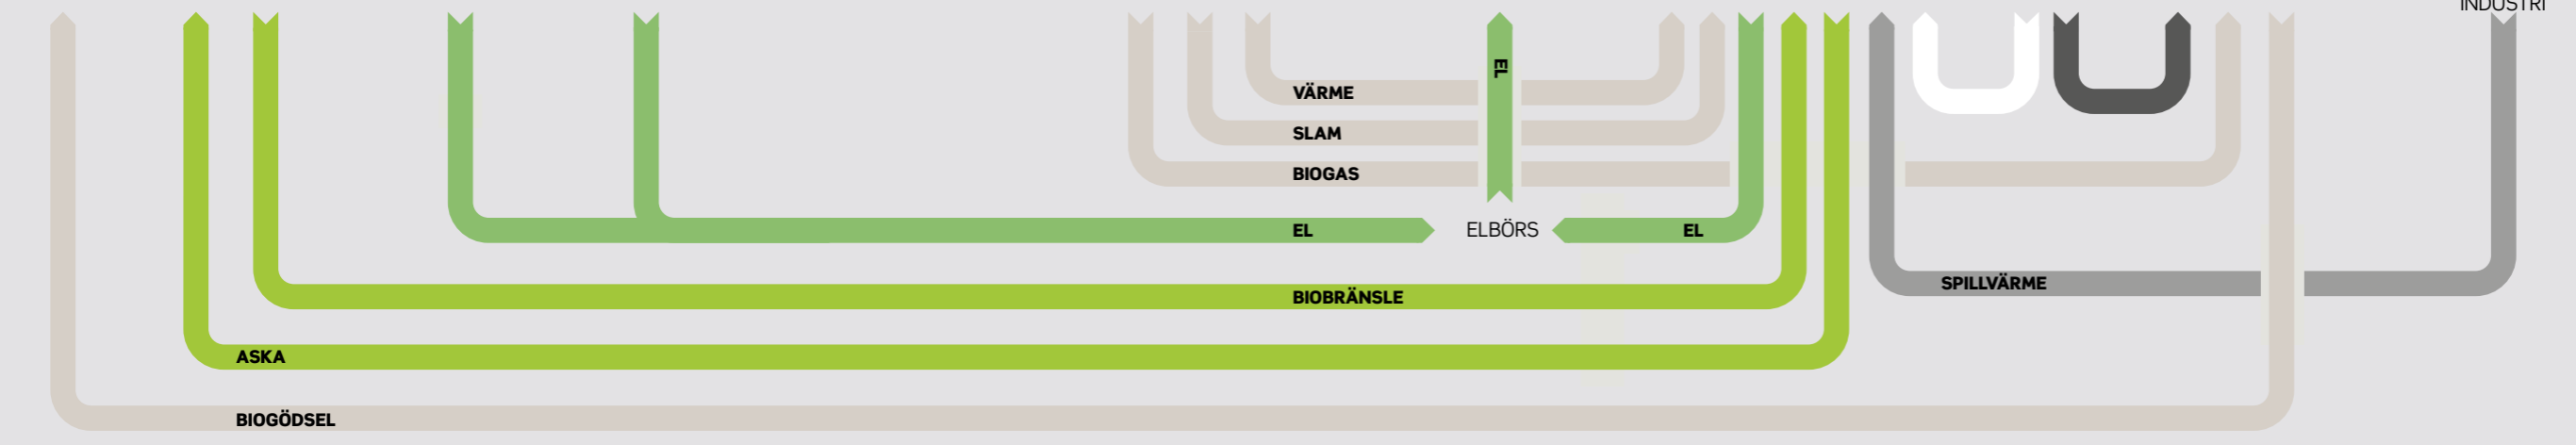 INDUSTRI
EL
VÄRME
SLAM
BIOGAS
EL
ELBÖRS
EL
SPILLVÄRME
BIOBRÄNSLE
ASKA
BIOGÖDSEL